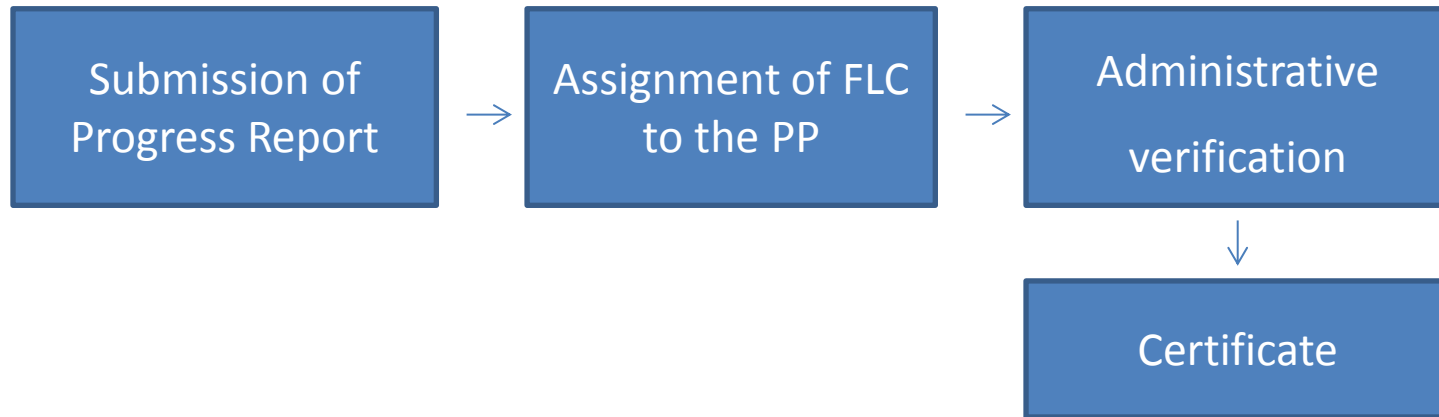 Submission of
Progress Report
Assignment of FLC
to the PP
Administrative
verification
Certificate